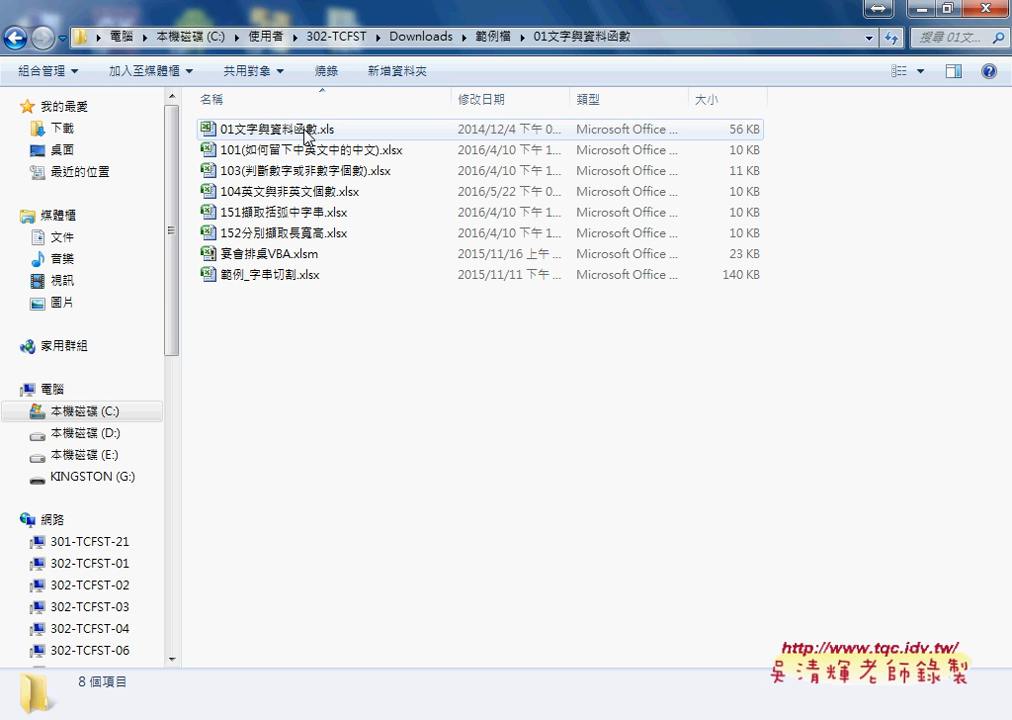 電腦 本機磁碟 (C:) 使用者 302-TCFST Downloads 範例檔 01文字與資料函數
搜尋 01文...
組合管理 加入至媒體櫃 共用對象 燒錄 新增資料夾
名稱 修改日期 類型 大小
我的最愛
下載
桌面
最近的位置
媒體櫃
文件
音樂
視訊
圖片
家用群組
電腦
本機磁碟 (C:)
本機磁碟 (D:)
本機磁碟 (E:)
KINGSTON (G:)
網路
301-TCFST-21
302-TCFST-01
302-TCFST-02
302-TCFST-03
302-TCFST-04
302-TCFST-06
01文字與資料函數.xls 2014/12/4 下午 0... Microsoft Office ... 56 KB
101(如何留下中英文中的中文).xlsx 2016/4/10 下午 1... Microsoft Office ... 10 KB
103(判斷數字或非數字個數).xlsx 2016/4/10 下午 1... Microsoft Office ... 11 KB
104英文與非英文個數.xlsx 2016/5/22 下午 0... Microsoft Office ... 10 KB
151擷取括弧中字串.xlsx 2016/4/10 下午 1... Microsoft Office ... 10 KB
152分別擷取長寬高.xlsx 2016/4/10 下午 1... Microsoft Office ... 10 KB
宴會排桌VBA.xlsm 2015/11/16 上午 ... Microsoft Office ... 23 KB
範例_字串切割.xlsx 2015/11/11 下午 ... Microsoft Office ... 140 KB
http://www.tqc.idv.tw/
吳清輝老師錄製
8 個項目